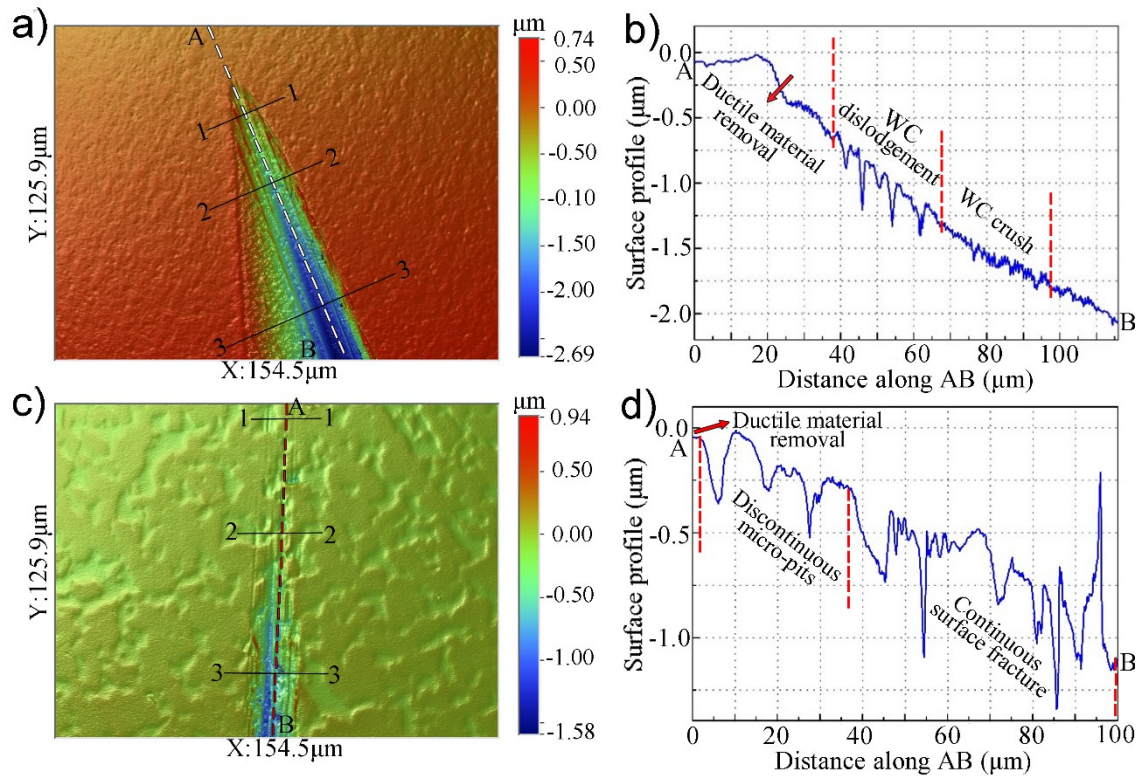 a)
μm
A
1
1
2
2
3
3
B
Y:125.9μm
X:154.5μm
0.74
0.50
0.00
-0.50
-1.00
-1.50
-2.00
-2.69
b)
Surface profile (μm)
0.0
-0.5
-1.0
-1.5
-2.0
A
Ductile material
removal
WC
dislodgement
WC crush
B
0 20 40 60 80 100
Distance along AB (μm)
c)
μm
A
1 1
2 2
3 3
B
Y:125.9μm
X:154.5μm
0.94
0.50
0.00
-0.50
-1.00
-1.58
d)
Surface profile (μm)
0.0
-0.5
-1.0
A
Ductile material
removal
Discontinuous
micro-pits
Continuous
surface fracture
B
0 20 40 60 80 100
Distance along AB (μm)